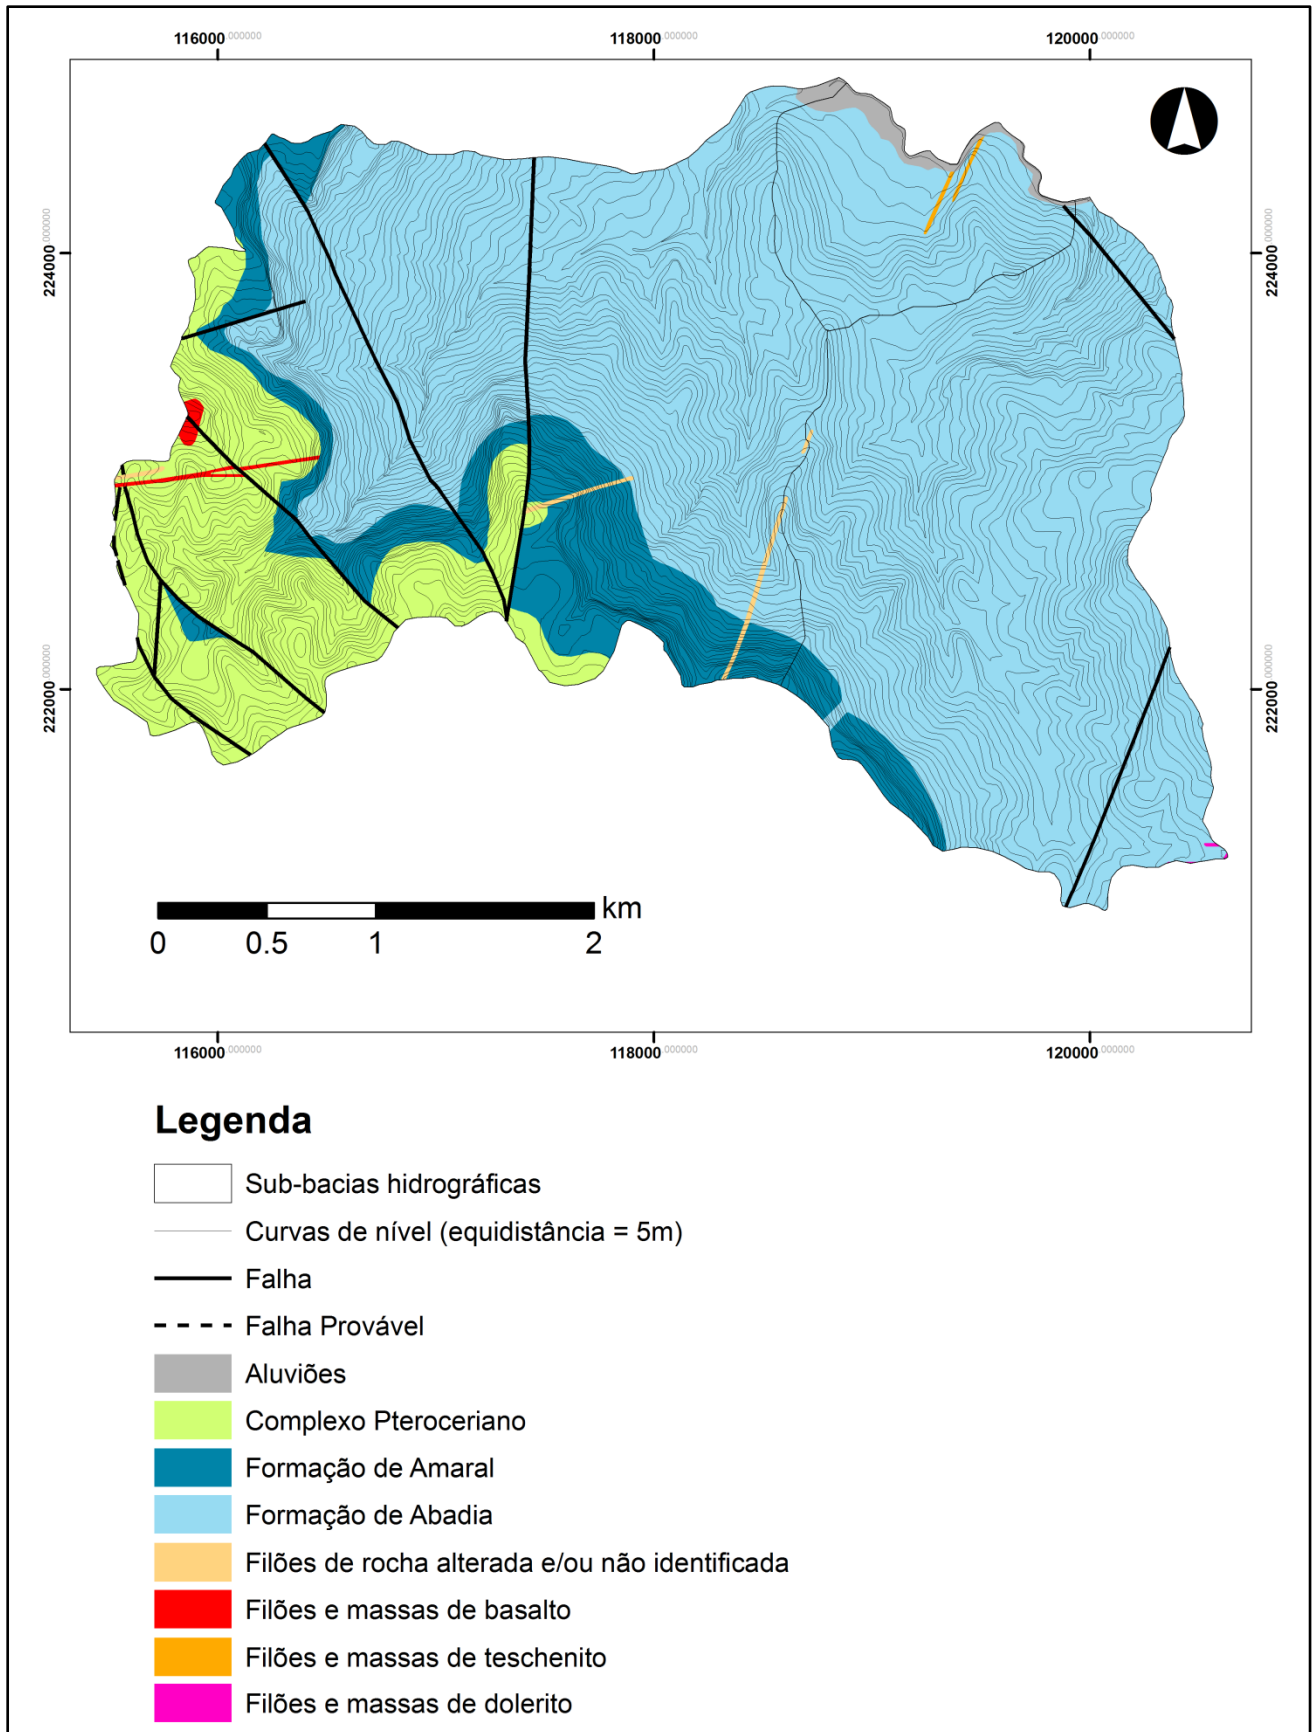 116000.000000 118000.000000 120000.000000
224000.000000 224000.000000
222000.000000 222000.000000
km
0 0.5 1 2
116000.000000 118000.000000 120000.000000
Legenda
Sub-bacias hidrográficas
Curvas de nível (equidistância = 5m)
Falha
Falha Provável
Aluviões
Complexo Pteroceriano
Formação de Amaral
Formação de Abadia
Filões de rocha alterada e/ou não identificada
Filões e massas de basalto
Filões e massas de teschenito
Filões e massas de dolerito